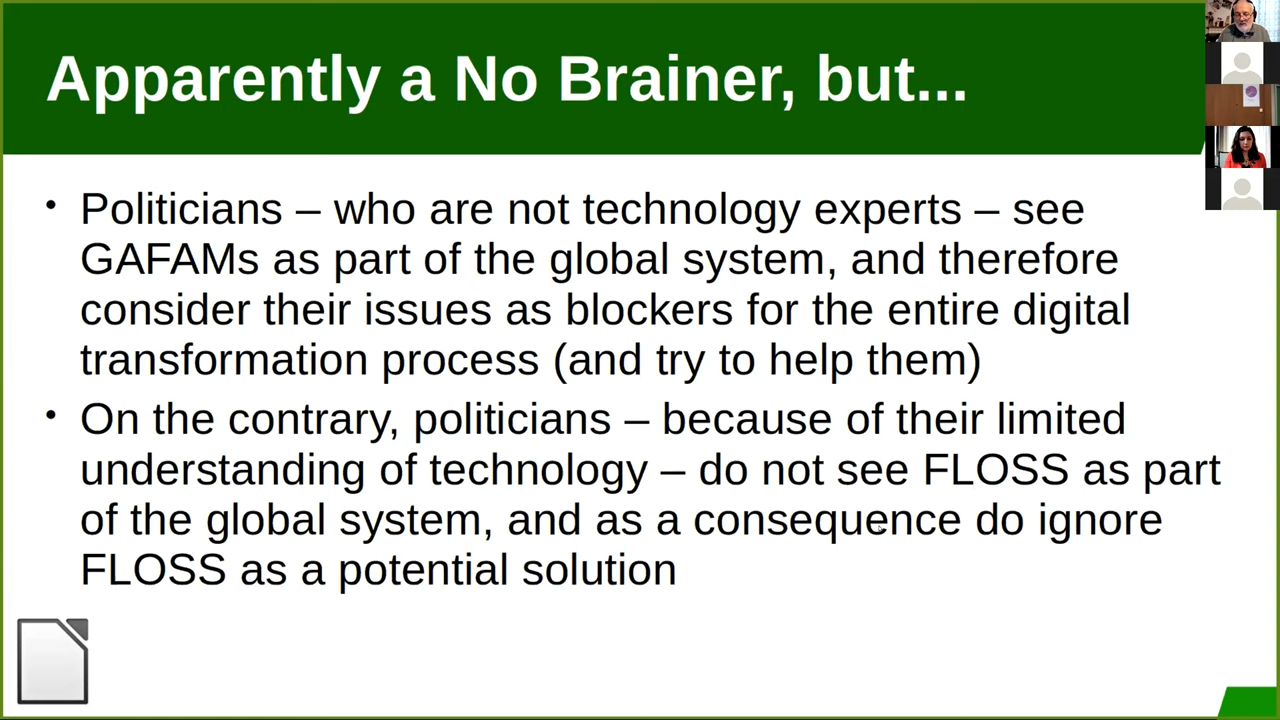 Apparently a No Brainer, but...
• Politicians – who are not technology experts – see
GAFAMs as part of the global system, and therefore
consider their issues as blockers for the entire digital
transformation process (and try to help them)
• On the contrary, politicians – because of their limited
understanding of technology – do not see FLOSS as part
of the global system, and as a consequence do ignore
FLOSS as a potential solution